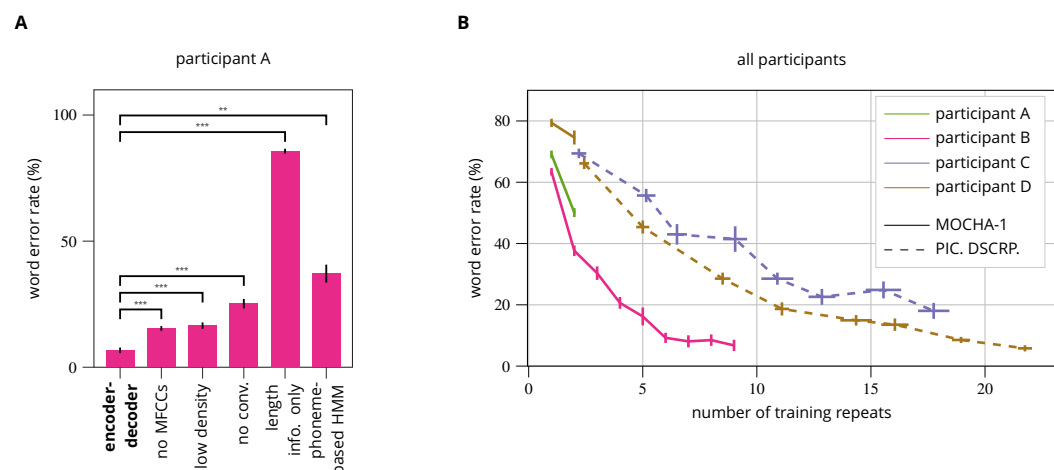 A
participant A
word error rate (%)
100
50
0
**
***
***
***
***
encoder-
decoder
no MFCCs
low density
no conv.
length
info. only
phoneme-
based HMM
B
all participants
word error rate (%)
80
60
40
20
0
0
5
10
15
20
number of training repeats
participant A
participant B
participant C
participant D
MOCHA-1
PIC. DSCRP.